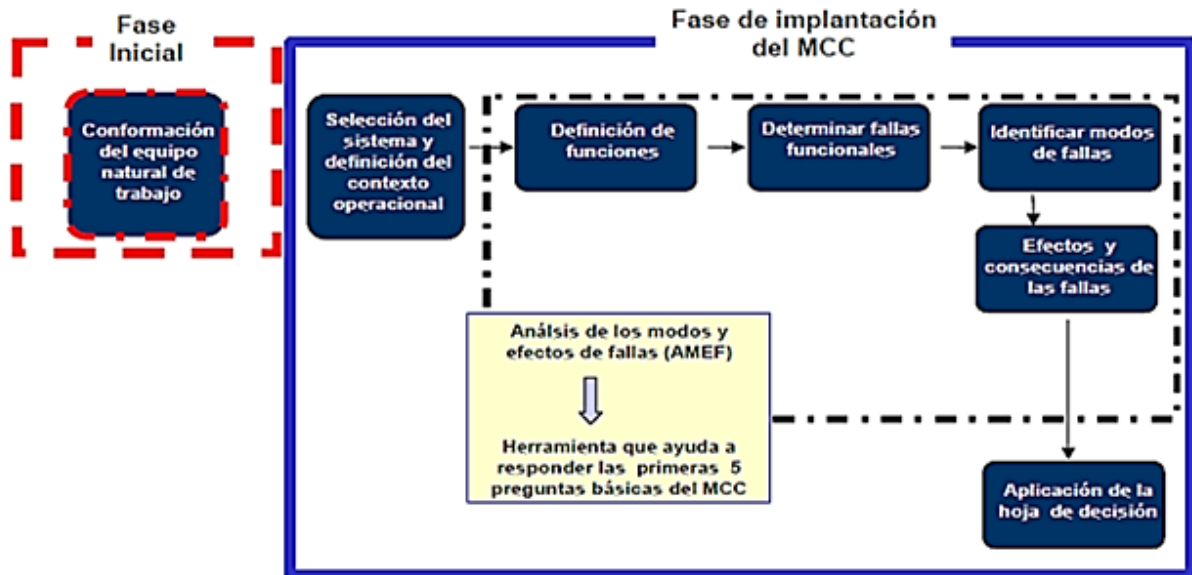 Fase
Inicial
Conformación
del equipo
natural de
trabajo
Fase de implantación
del MCC
Selección del
sistema y
definición del
contexto
operacional
Definición de
funciones
Determinar fallas
funcionales
Identificar modos
de fallas
Efectos y
consecuencias de
las fallas
Análsis de los modos y
efectos de fallas (AMEF)
Herramienta que ayuda a
responder las primeras 5
preguntas básicas del MCC
Aplicación de la
hoja de decisión